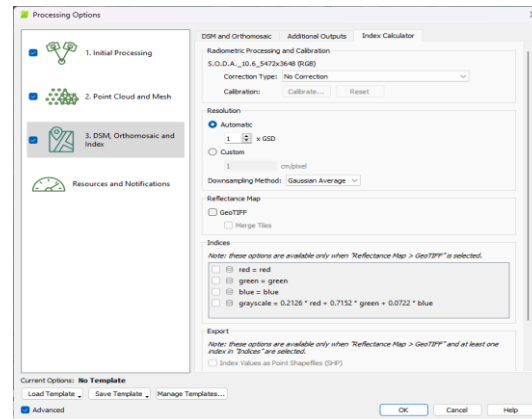 Processing Options
1. Initial Processing
2. Point Cloud and Mesh
3. DSM, Orthomosaic and
Index
Resources and Notifications
DSM and Orthomosaic Additional Outputs Index Calculator
Radiometric Processing and Calibration
S.O.D.A._10.6_5472x3648 (RGB)
Correction Type: No Correction
Calibration: Calibrate... Reset
Resolution
Automatic
1 x GSD
Custom
1 cm/pixel
Downsampling Method: Gaussian Average
Reflectance Map
GeoTIFF
Merge Tiles
Indices
Note: these options are available only when "Reflectance Map > GeoTIFF" is selected.
red = red
green = green
blue = blue
grayscale = 0.2126 * red + 0.7152 * green + 0.0722 * blue
Export
Note: these options are available only when "Reflectance Map > GeoTIFF" and at least one
index in "Indices" are selected.
Index Values as Point Shapefiles (SHP)
Current Options: No Template
Load Template Save Template Manage Templates...
Advanced
OK Cancel Help